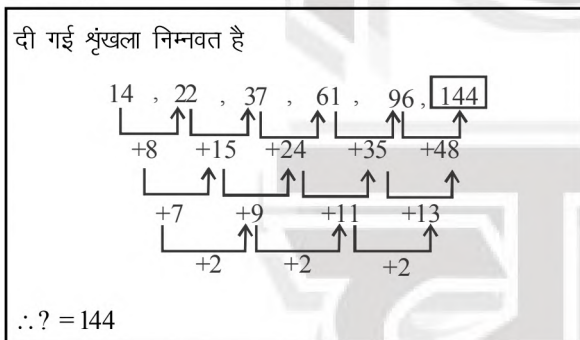 दी गई शृंखला निम्नवत है
14 , 22 , 37 , 61 , 96 , 144
+8 +15 +24 +35 +48
+7 +9 +11 +13
+2 +2 +2
∴? = 144